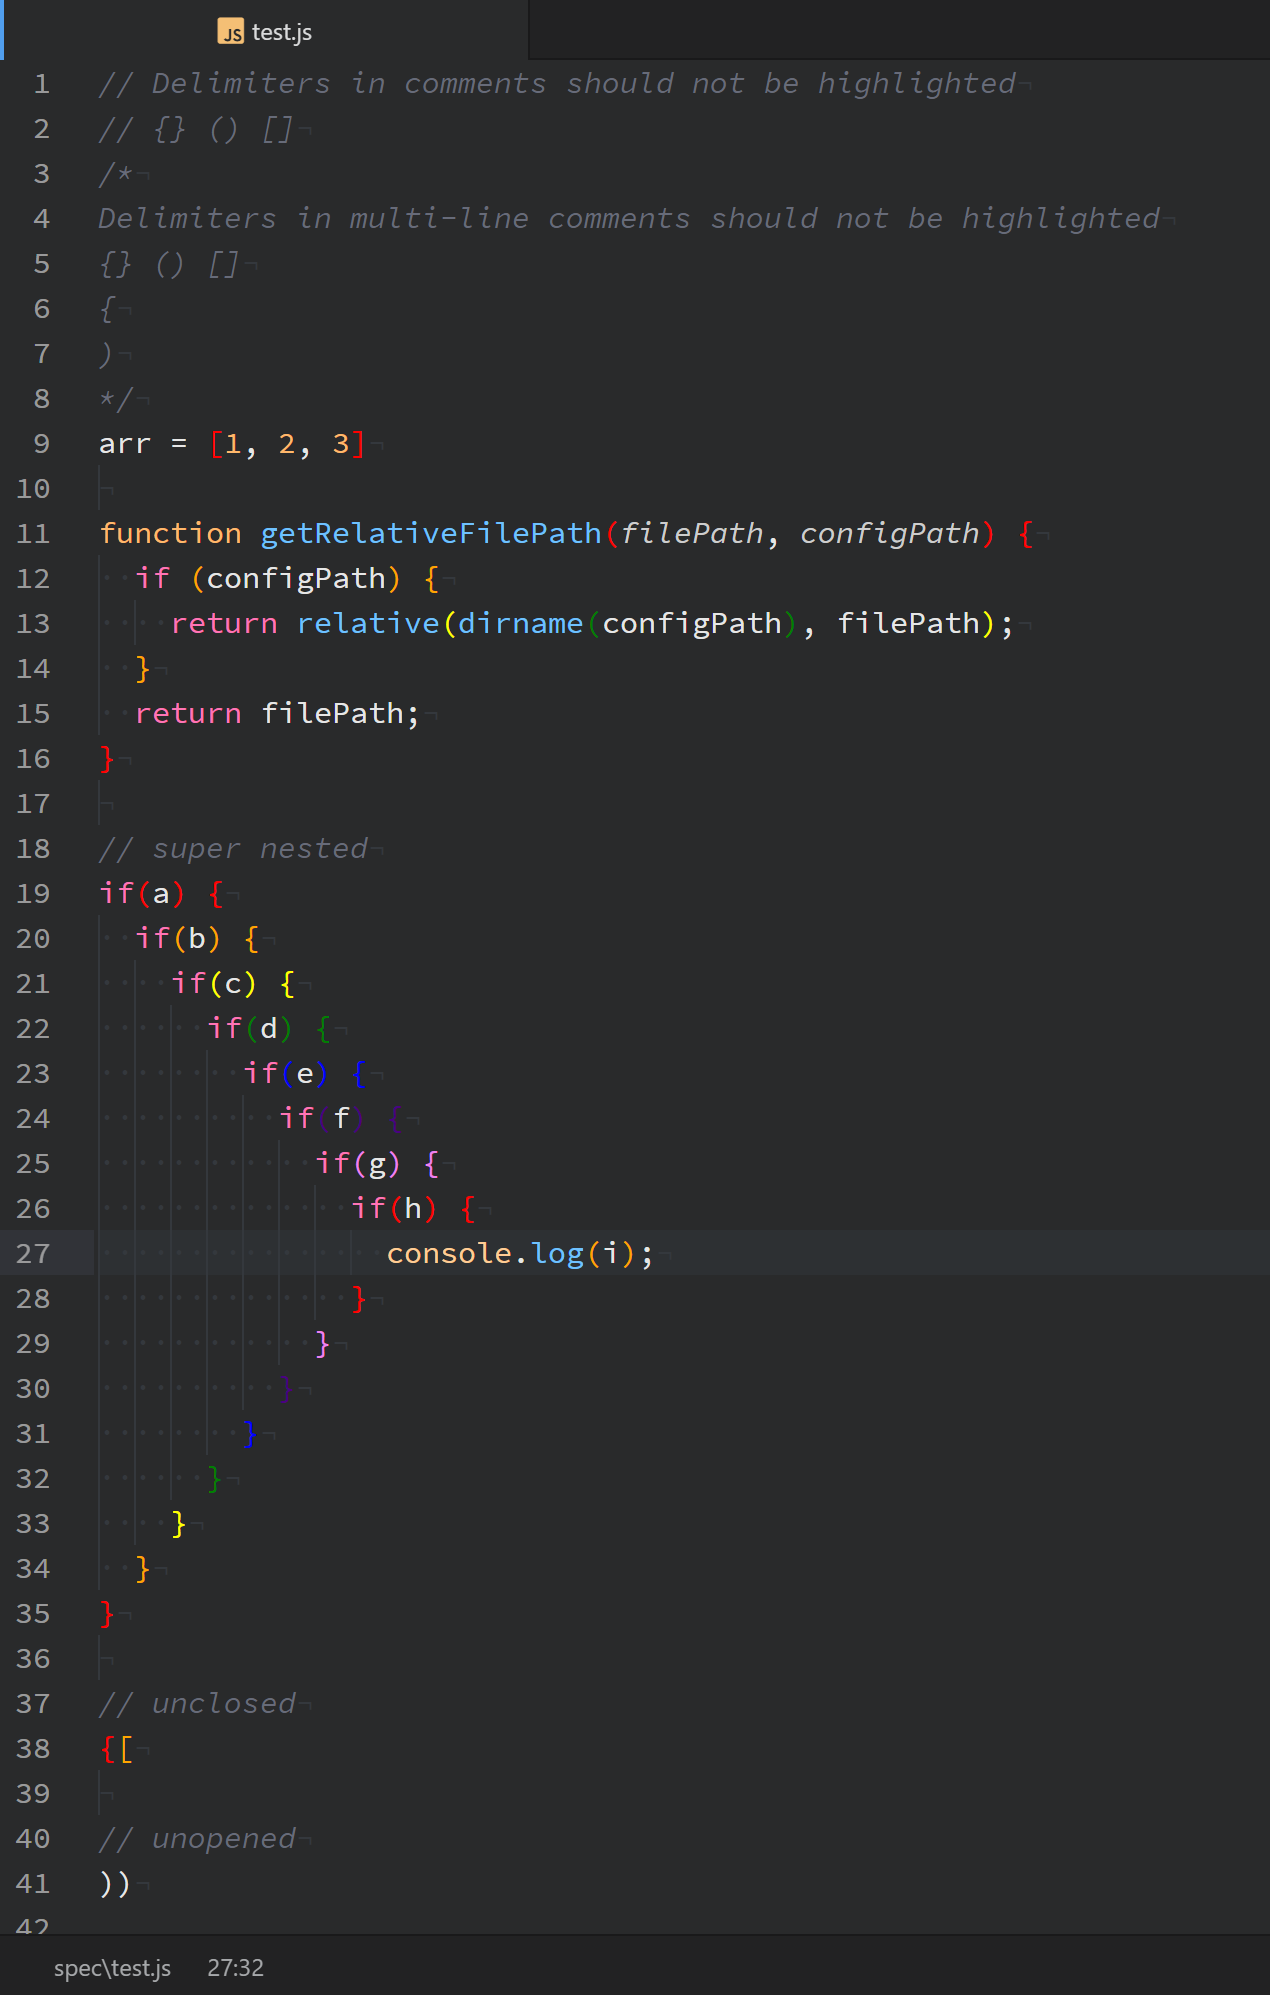 JS test.js
1 // Delimiters in comments should not be highlighted
2 // {} () []
3 /*
4 Delimiters in multi-line comments should not be highlighted
5 {} () []
6 {
7 )
8 */
9 arr = [1, 2, 3]
10
11 function getRelativeFilePath(filePath, configPath) {
12   if (configPath) {
13     return relative(dirname(configPath), filePath);
14   }
15   return filePath;
16 }
17
18 // super nested
19 if(a) {
20   if(b) {
21     if(c) {
22       if(d) {
23         if(e) {
24           if(f) {
25             if(g) {
26               if(h) {
27                 console.log(i);
28               }
29             }
30           }
31         }
32       }
33     }
34   }
35 }
36
37 // unclosed
38 {[
39
40 // unopened
41 ))
42
spec\test.js 27:32